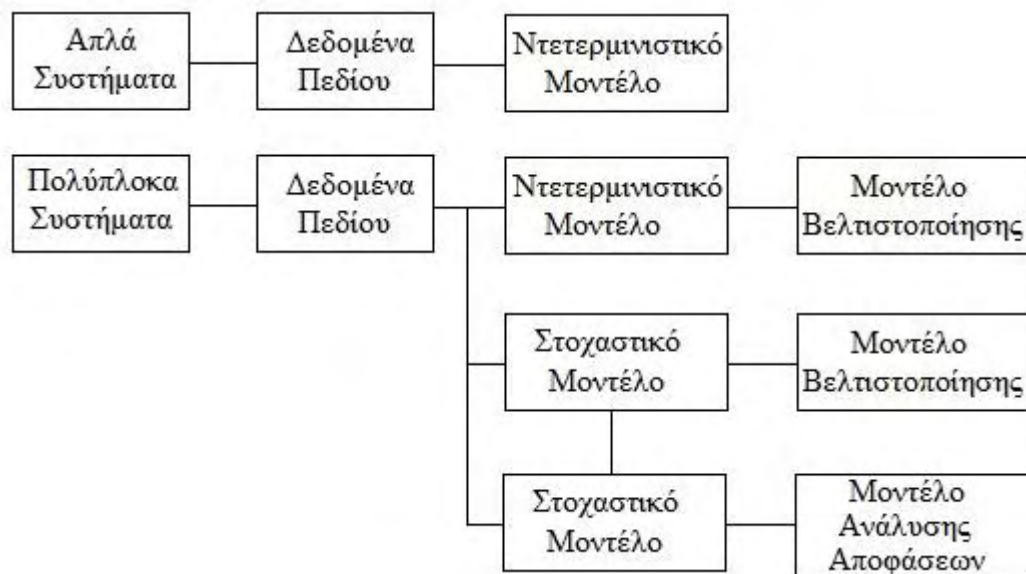 Απλά
Συστήματα
Δεδομένα
Πεδίου
Ντετερμινιστικό
Μοντέλο
Πολύπλοκα
Συστήματα
Δεδομένα
Πεδίου
Ντετερμινιστικό
Μοντέλο
Μοντέλο
Βελτιστοποίησης
Στοχαστικό
Μοντέλο
Μοντέλο
Βελτιστοποίησης
Στοχαστικό
Μοντέλο
Μοντέλο
Ανάλυσης
Αποφάσεων